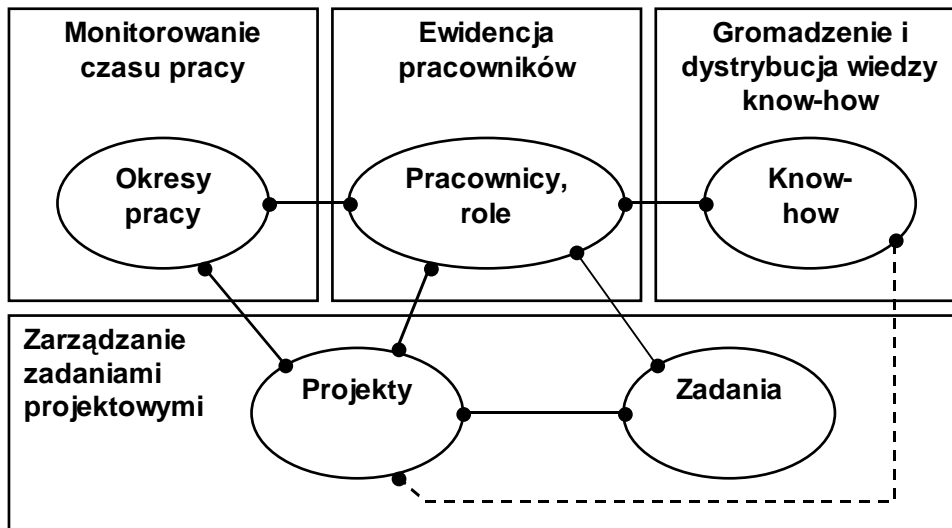 Monitorowanie
czasu pracy
Ewidencja
pracowników
Gromadzenie i
dystrybucja wiedzy
know-how
Okresy
pracy
Pracownicy,
role
Know-
how
Zarządzanie
zadaniami
projektowymi
Projekty
Zadania